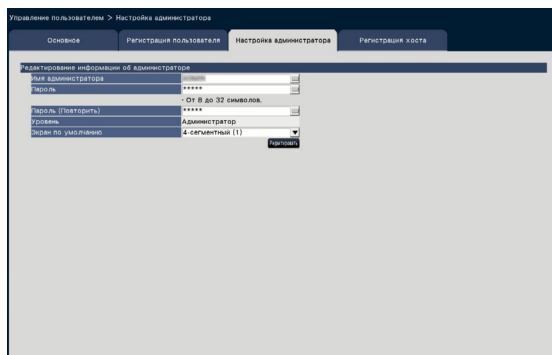 Управление пользователем > Настройка администратора
Основное Регистрация пользователя Настройка администратора Регистрация хоста
Редактирование информации об администраторе
Имя администратора
Пароль *****
· От 8 до 32 символов.
Пароль (Повторить) *****
Уровень Администратор
Экран по умолчанию 4-сегментный (1)
Редактировать